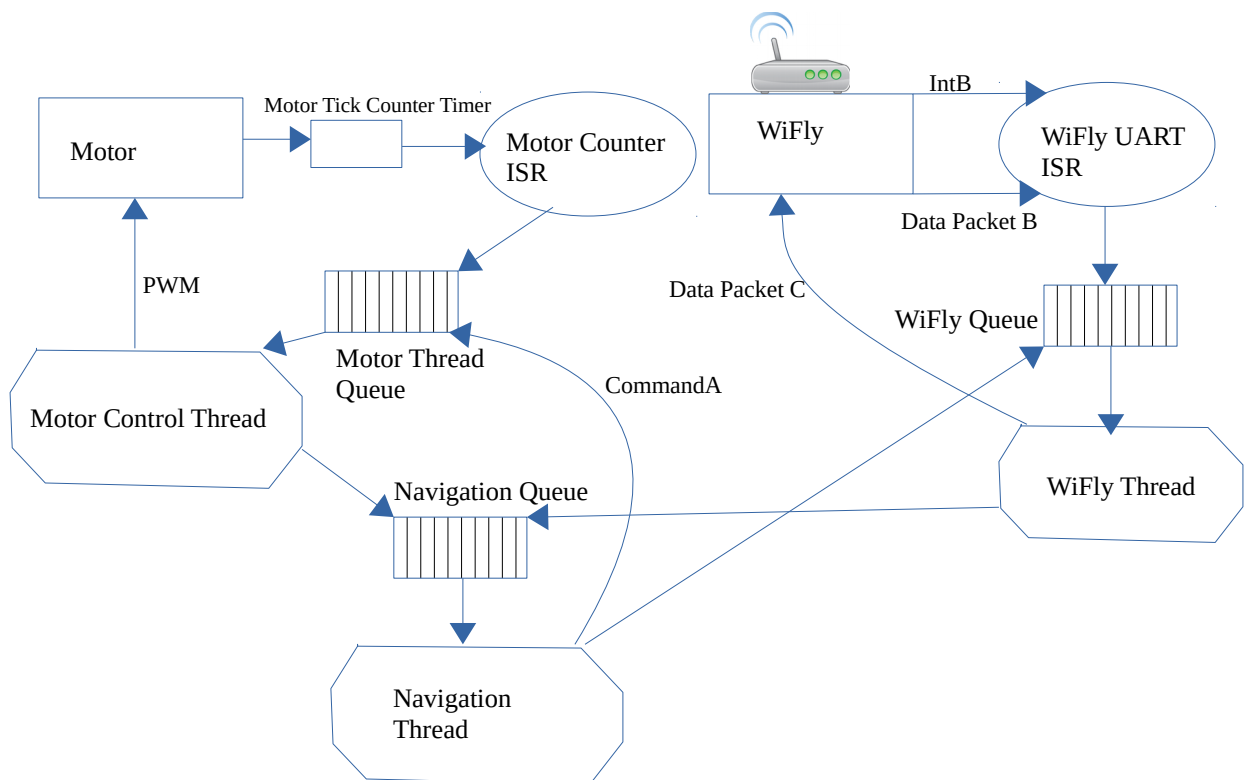 Motor Tick Counter Timer
Motor
Motor Counter
ISR
IntB
WiFly
WiFly UART
ISR
Data Packet B
PWM
Data Packet C
WiFly Queue
Motor Thread
Queue
CommandA
Motor Control Thread
Navigation Queue
WiFly Thread
Navigation
Thread